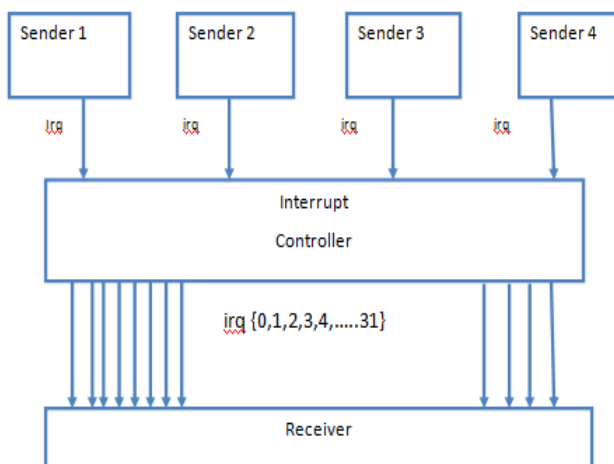 Sender 1
Sender 2
Sender 3
Sender 4
Irq
irq
irq
irq
Interrupt
Controller
irq {0,1,2,3,4,.....31}
Receiver